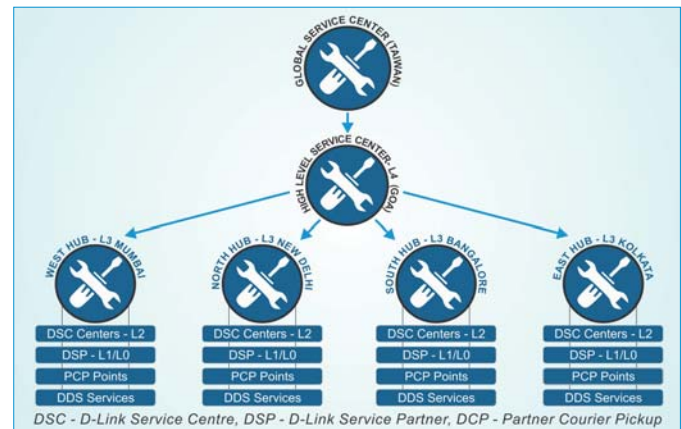 GLOBAL SERVICE CENTER (TAIWAN)
HIGH LEVEL SERVICE CENTER- L4 (GOA)
WEST HUB - L3 MUMBAI
NORTH HUB - L3 NEW DELHI
SOUTH HUB - L3 BANGALORE
EAST HUB - L3 KOLKATA
DSC Centers - L2
DSP - L1/L0
PCP Points
DDS Services
DSC Centers - L2
DSP - L1/L0
PCP Points
DDS Services
DSC Centers - L2
DSP - L1/L0
PCP Points
DDS Services
DSC Centers - L2
DSP - L1/L0
PCP Points
DDS Services
DSC - D-Link Service Centre, DSP - D-Link Service Partner, DCP - Partner Courier Pickup